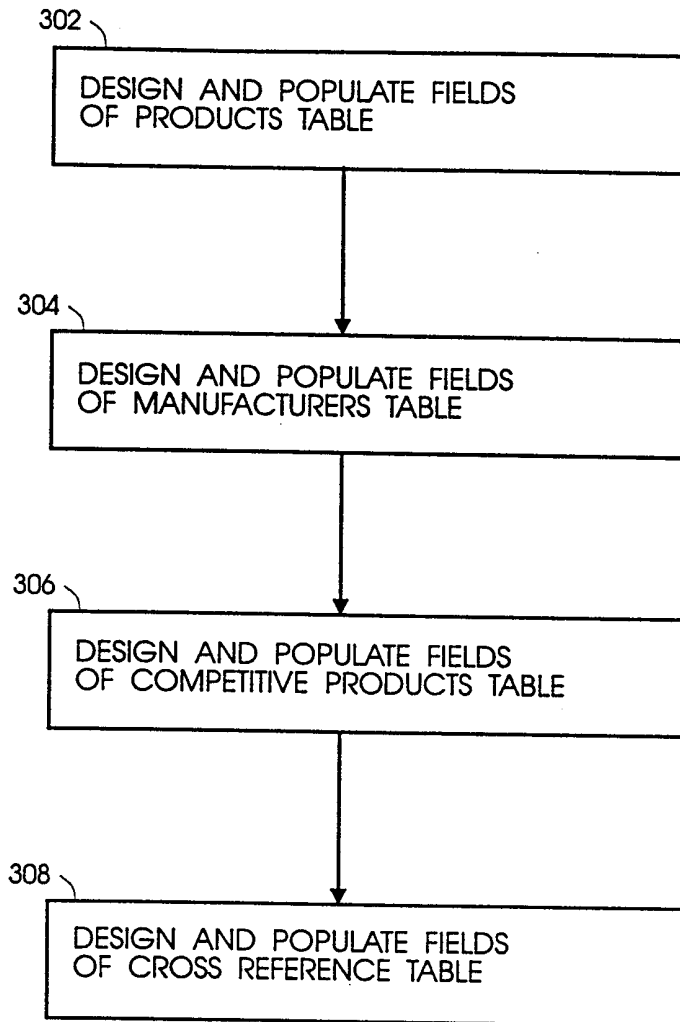 302
DESIGN AND POPULATE FIELDS
OF PRODUCTS TABLE
304
DESIGN AND POPULATE FIELDS
OF MANUFACTURERS TABLE
306
DESIGN AND POPULATE FIELDS
OF COMPETITIVE PRODUCTS TABLE
308
DESIGN AND POPULATE FIELDS
OF CROSS REFERENCE TABLE